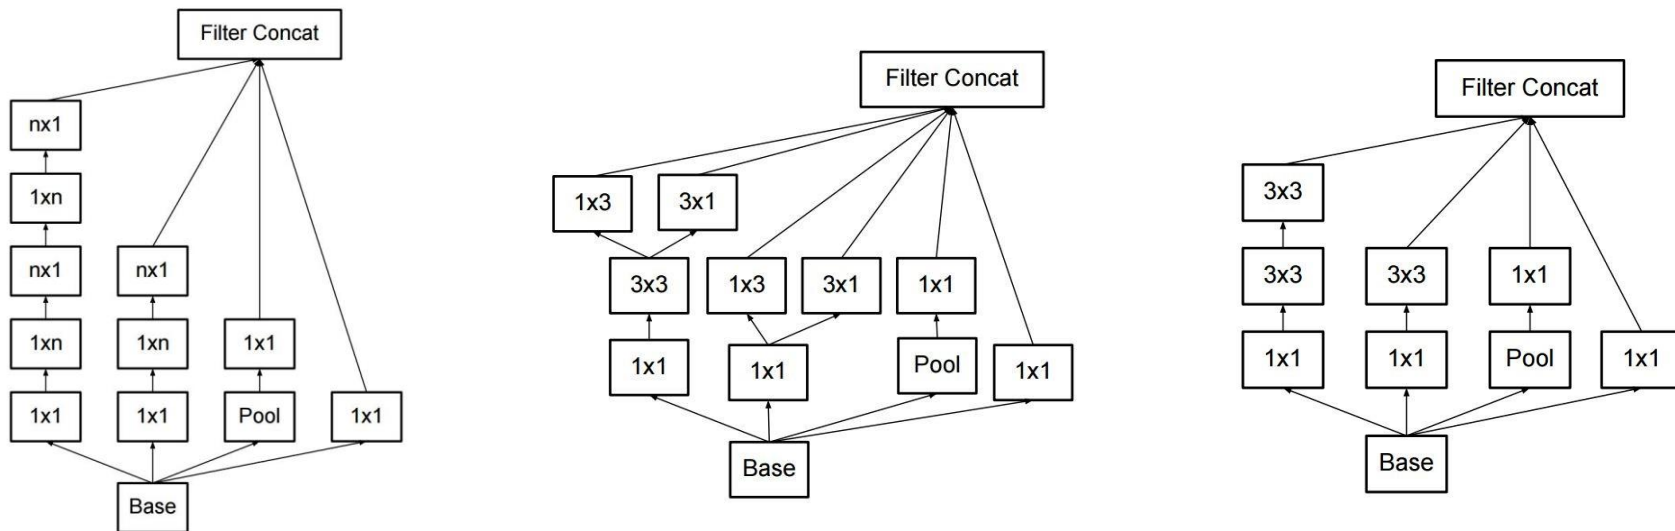 Filter Concat
nx1
1xn
nx1
nx1
1xn
1xn
1x1
1x1
1x1
Pool
1x1
Base
Filter Concat
1x3
3x1
3x3
1x3
3x1
1x1
1x1
1x1
Pool
1x1
Base
Filter Concat
3x3
3x3
3x3
1x1
1x1
1x1
Pool
1x1
Base